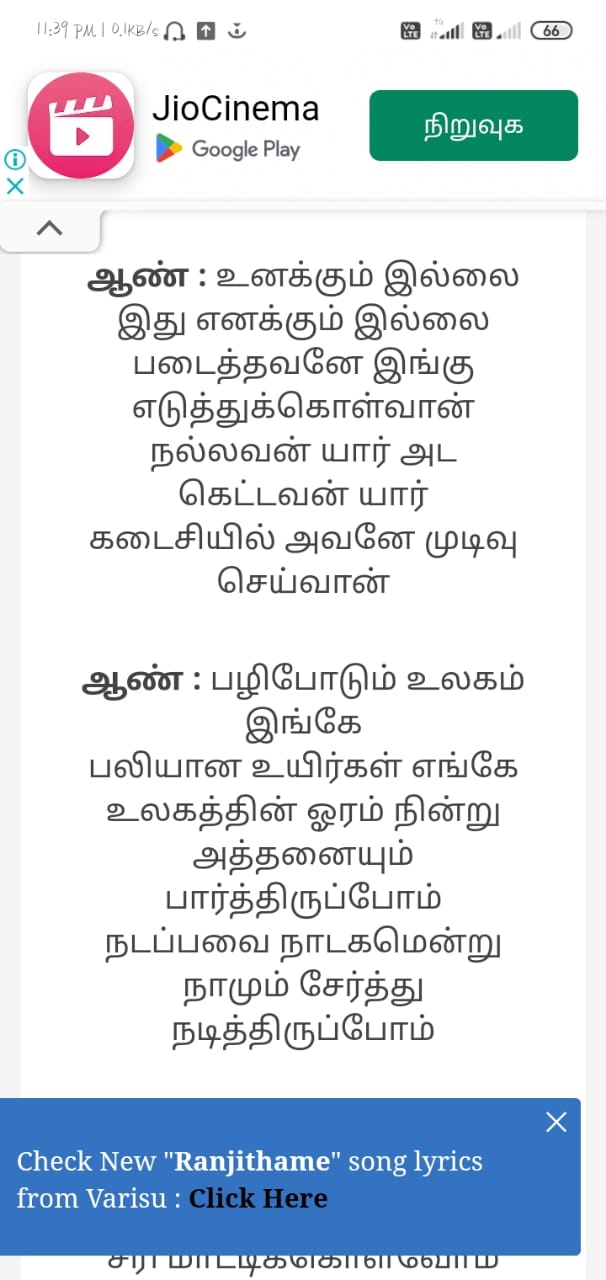 11:39 PM | 0.1KB/s
Vo LTE 4G Vo LTE 66
JioCinema
Google Play
நிறுவுக
ஆண் : உனக்கும் இல்லை
இது எனக்கும் இல்லை
படைத்தவனே இங்கு
எடுத்துக்கொள்வான்
நல்லவன் யார் அட
கெட்டவன் யார்
கடைசியில் அவனே முடிவு
செய்வான்
ஆண் : பழிபோடும் உலகம்
இங்கே
பலியான உயிர்கள் எங்கே
உலகத்தின் ஓரம் நின்று
அத்தனையும்
பார்த்திருப்போம்
நடப்பவை நாடகமென்று
நாமும் சேர்த்து
நடித்திருப்போம்
Check New "Ranjithame" song lyrics
from Varisu : Click Here